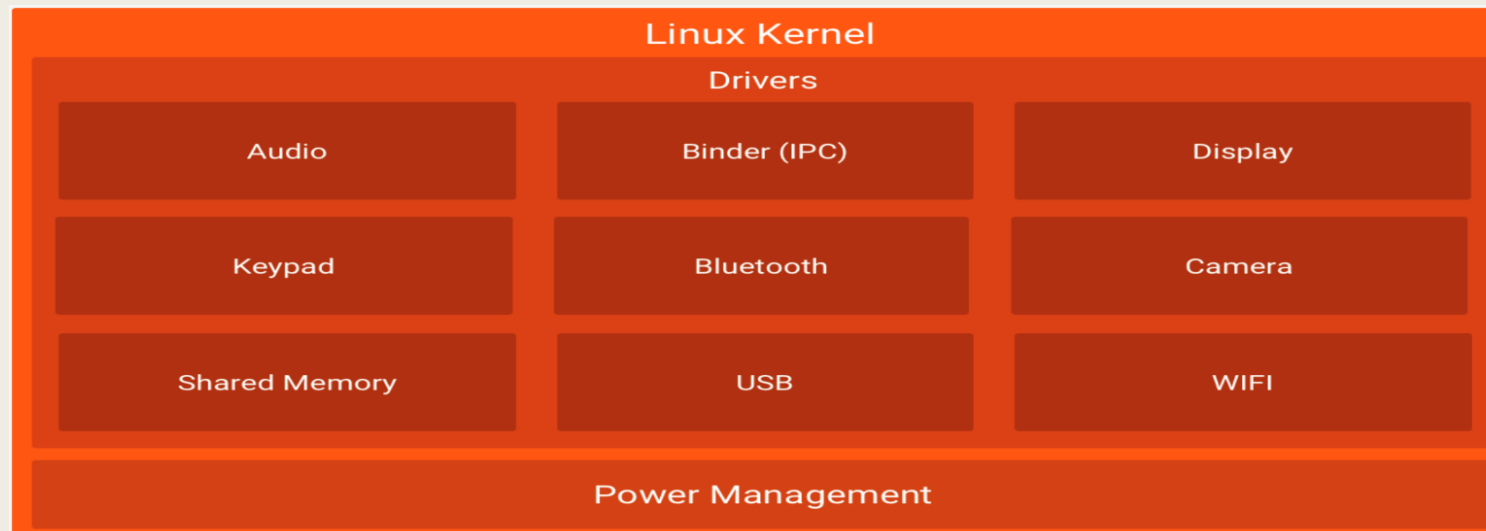 Linux Kernel
Drivers
Audio
Binder (IPC)
Display
Keypad
Bluetooth
Camera
Shared Memory
USB
WIFI
Power Management